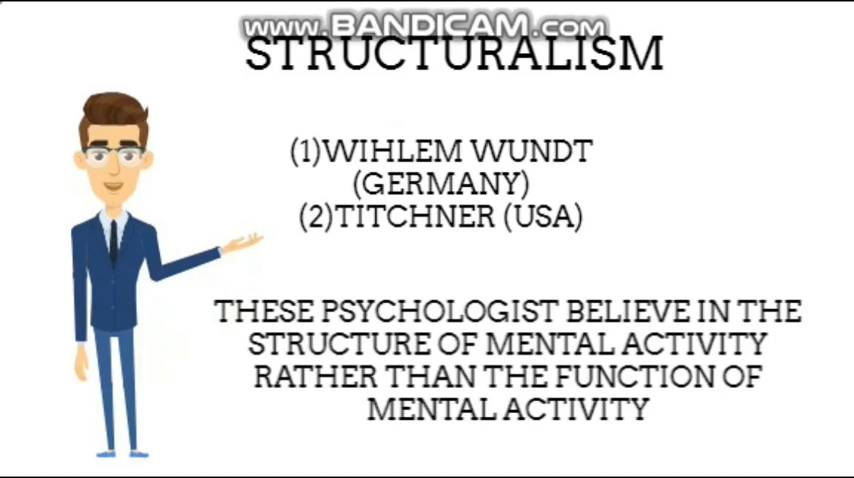 www.BANDICAM.com
STRUCTURALISM
(1)WIHLEM WUNDT
(GERMANY)
(2)TITCHNER (USA)
THESE PSYCHOLOGIST BELIEVE IN THE
STRUCTURE OF MENTAL ACTIVITY
RATHER THAN THE FUNCTION OF
MENTAL ACTIVITY